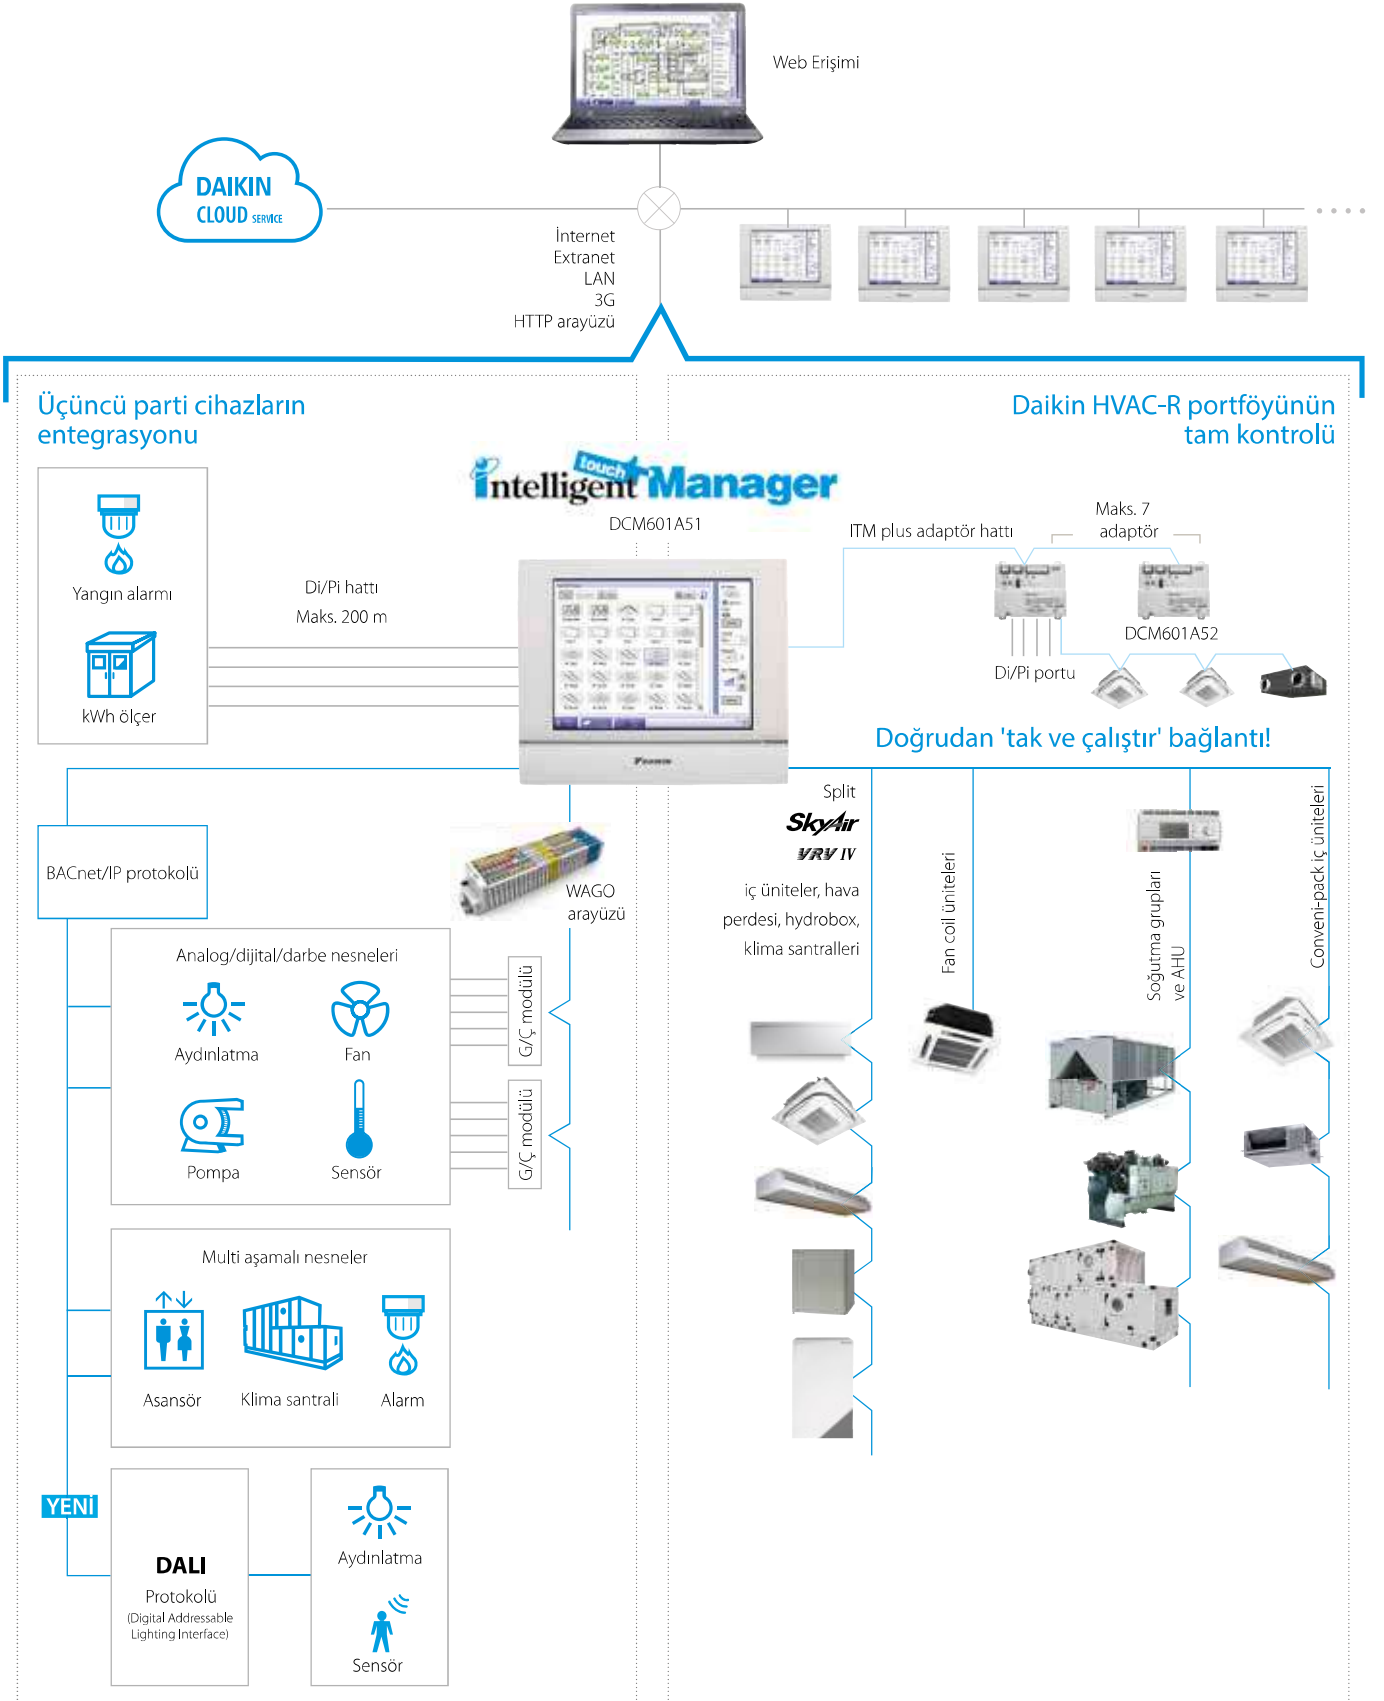 Web Erişimi
DAIKIN
CLOUD SERVICE
İnternet
Extranet
LAN
3G
HTTP arayüzü
Üçüncü parti cihazların
entegrasyonu
Daikin HVAC-R portföyünün
tam kontrolü
touch
intelligent Manager
DCM601A51
Yangın alarmı
kWh ölçer
Di/Pi hattı
Maks. 200 m
ITM plus adaptör hattı
Maks. 7
adaptör
DCM601A52
Di/Pi portu
DAIKIN
Doğrudan 'tak ve çalıştır' bağlantı!
BACnet/IP protokolü
WAGO
arayüzü
Split
SkyAir
VRV IV
iç üniteler, hava
perdesi, hydrobox,
klima santralleri
Fan coil üniteleri
Soğutma grupları
ve AHU
Conveni-pack iç üniteleri
Analog/dijital/darbe nesneleri
Aydınlatma
Fan
Pompa
Sensör
G/Ç modülü
G/Ç modülü
Multi aşamalı nesneler
Asansör
Klima santrali
Alarm
YENİ
DALI
Protokolü
(Digital Addressable
Lighting Interface)
Aydınlatma
Sensör